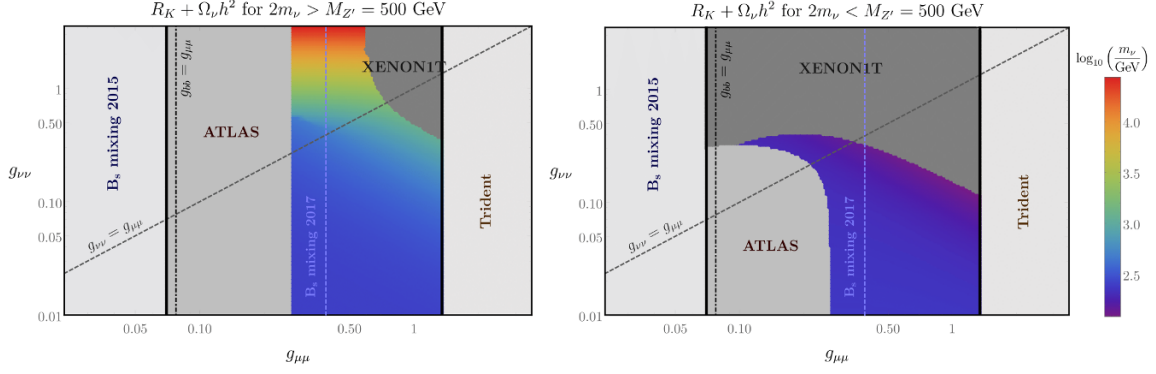 R_K + Ω_νh² for 2m_ν > M_Z′ = 500 GeV
1
0.50
0.10
0.05
0.01
g_νν
B_s mixing 2015
g_bb = g_μμ
ATLAS
XENON1T
B_s mixing 2017
Trident
g_νν = g_μμ
0.05
0.10
0.50
1
g_μμ
R_K + Ω_νh² for 2m_ν < M_Z′ = 500 GeV
1
0.50
0.10
0.05
0.01
g_νν
B_s mixing 2015
g_bb = g_μμ
XENON1T
ATLAS
B_s mixing 2017
Trident
g_νν = g_μμ
0.05
0.10
0.50
1
g_μμ
log₁₀(m_ν/GeV)
4.0
3.5
3.0
2.5